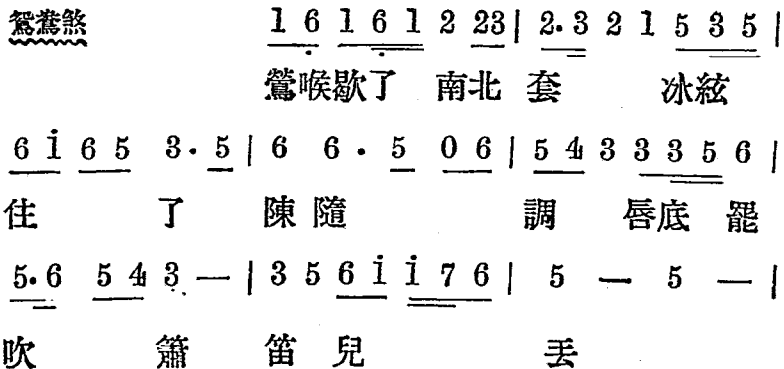 鴛鴦煞 1 6 1 6 1 2 23 | 2.3 2 1 5 3 5 |
鶯喉歇了 南北 套 冰絃
6 i 6 5 3. 5 | 6 6. 5 0 6 | 5 4 3 3 3 5 6 |
住 了 陳隨 調 唇底 罷
5.6 5 4 3 — | 3 5 6 i i 7 6 | 5 — 5 — |
吹 簫 笛 兒 丟